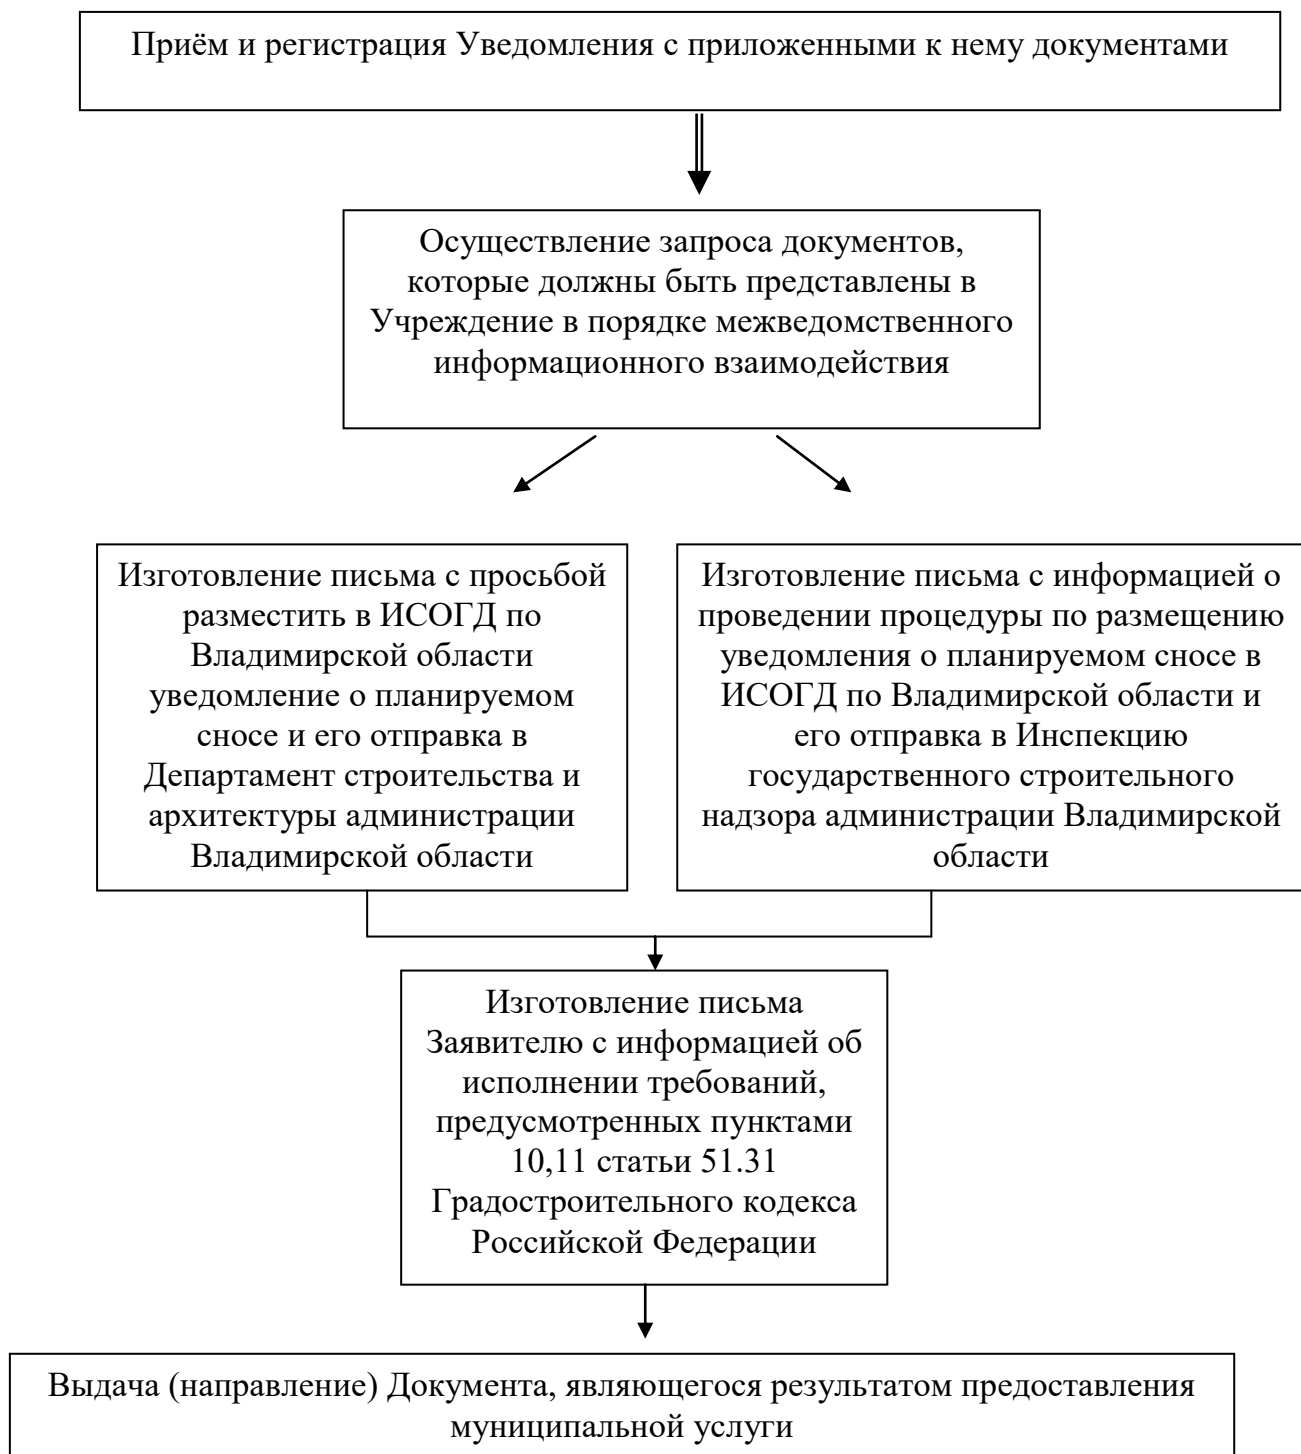 Приём и регистрация Уведомления с приложенными к нему документами
Осуществление запроса документов,
которые должны быть представлены в
Учреждение в порядке межведомственного
информационного взаимодействия
Изготовление письма с просьбой
разместить в ИСОГД по
Владимирской области
уведомление о планируемом
сносе и его отправка в
Департамент строительства и
архитектуры администрации
Владимирской области
Изготовление письма с информацией о
проведении процедуры по размещению
уведомления о планируемом сносе в
ИСОГД по Владимирской области и
его отправка в Инспекцию
государственного строительного
надзора администрации Владимирской
области
Изготовление письма
Заявителю с информацией об
исполнении требований,
предусмотренных пунктами
10,11 статьи 51.31
Градостроительного кодекса
Российской Федерации
Выдача (направление) Документа, являющегося результатом предоставления
муниципальной услуги